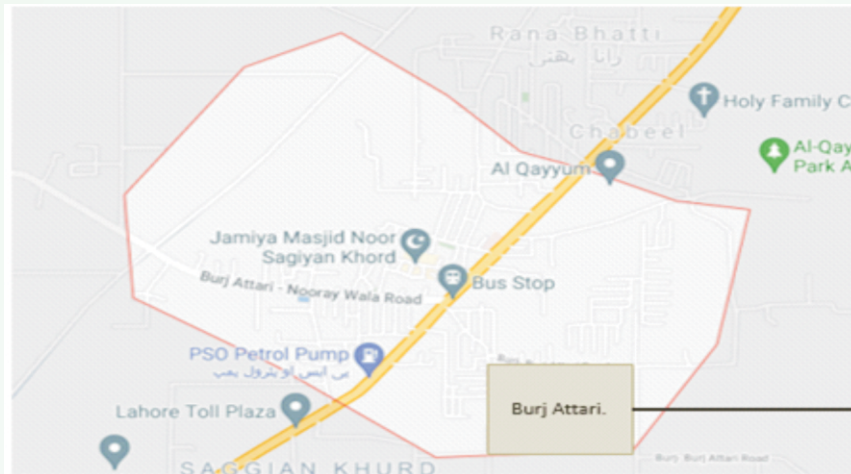 Rana Bhatti
رانا بھٹی
Holy Family C
Chabeel
Al-Qay
Park A
Al Qayyum
Jamiya Masjid Noor
Sagiyan Khord
Bus Stop
Burj Attari - Nooray Wala Road
PSO Petrol Pump
پی ایس او پٹرول پمپ
Burj Attari.
Lahore Toll Plaza
Burj Burj Attari Road
SAGGIAN KHURD